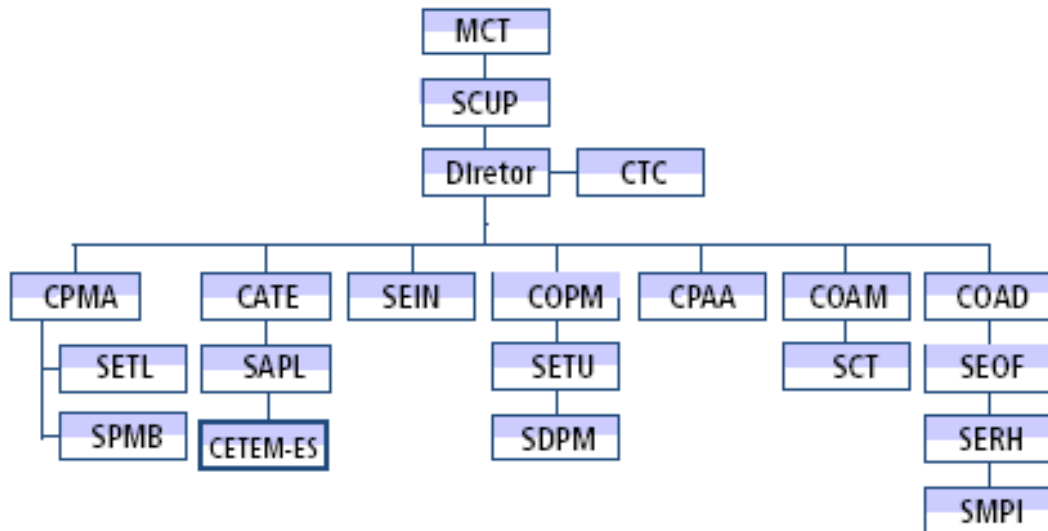 MCT
SCUP
Diretor
CTC
CPMA
CATE
SEIN
COPM
CPAA
COAM
COAD
SETL
SAPL
SETU
SCT
SEOF
SPMB
CETEM-ES
SDPM
SERH
SMPI